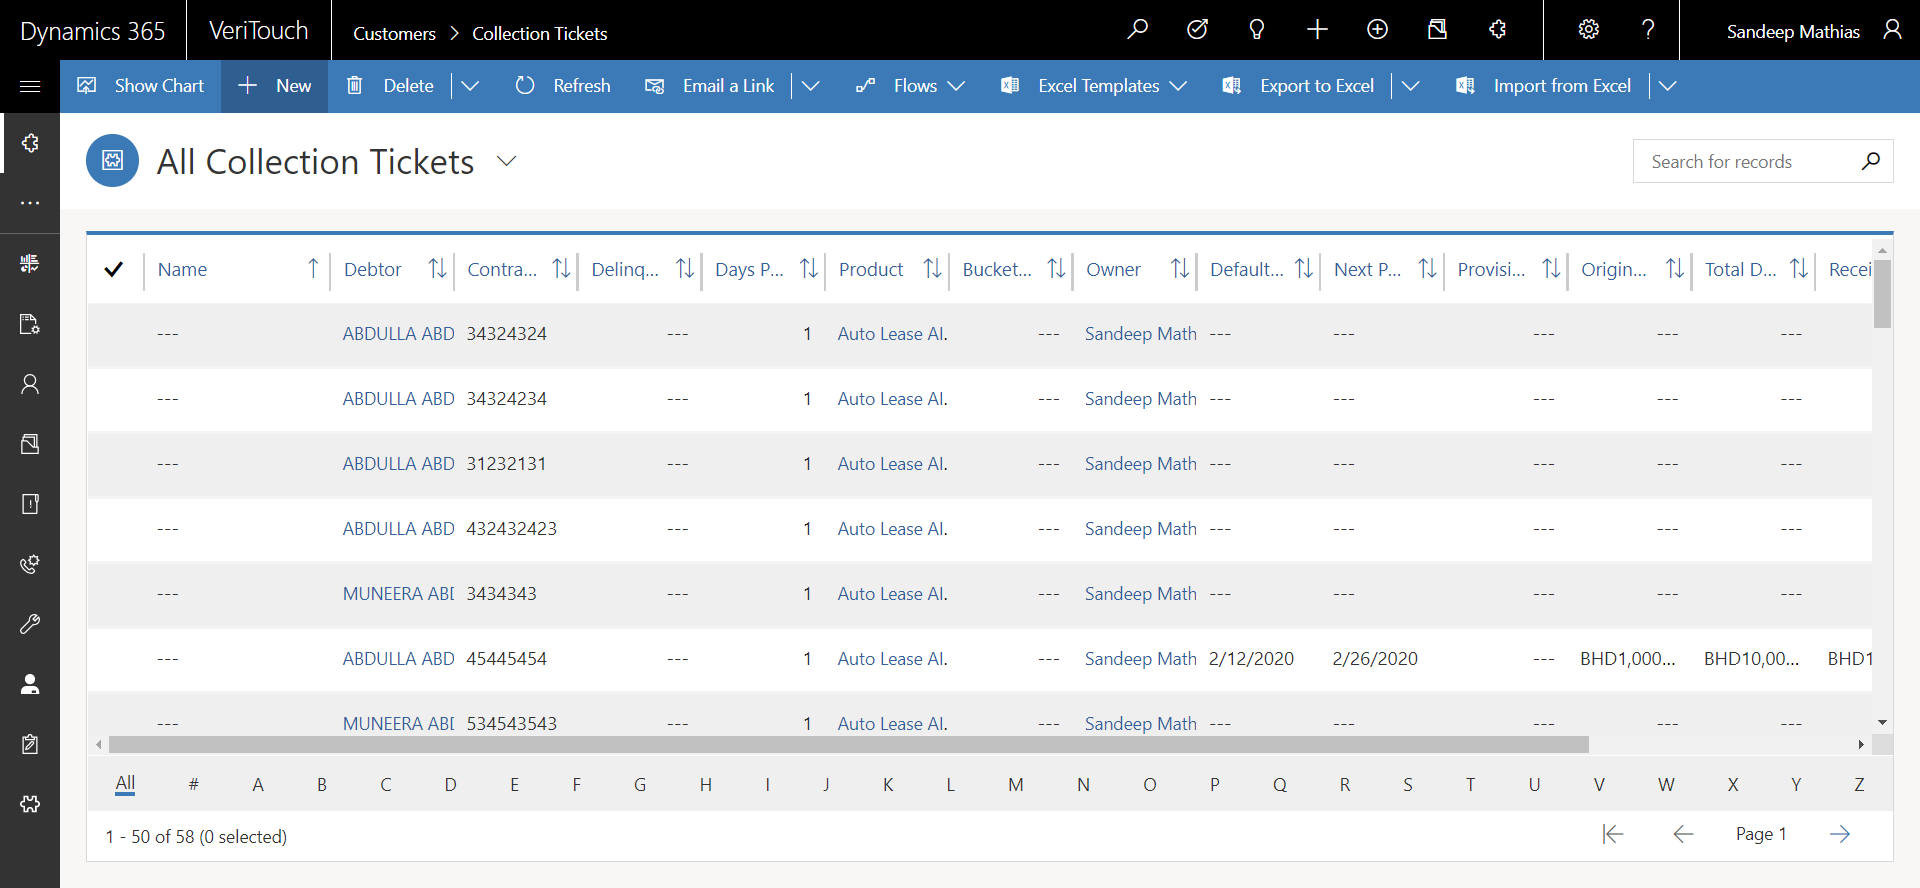 Dynamics 365 VeriTouch Customers > Collection Tickets Sandeep Mathias
Show Chart New Delete Refresh Email a Link Flows Excel Templates Export to Excel Import from Excel
All Collection Tickets
Search for records
Name Debtor Contra... Delinq... Days P... Product Bucket... Owner Default... Next P... Provisi... Origin... Total D... Recei
--- ABDULLA ABD 34324324 --- 1 Auto Lease Al. --- Sandeep Math --- --- --- --- ---
--- ABDULLA ABD 34324234 --- 1 Auto Lease Al. --- Sandeep Math --- --- --- --- ---
--- ABDULLA ABD 31232131 --- 1 Auto Lease Al. --- Sandeep Math --- --- --- --- ---
--- ABDULLA ABD 432432423 --- 1 Auto Lease Al. --- Sandeep Math --- --- --- --- ---
--- MUNEERA ABD 3434343 --- 1 Auto Lease Al. --- Sandeep Math --- --- --- --- ---
--- ABDULLA ABD 45445454 --- 1 Auto Lease Al. --- Sandeep Math 2/12/2020 2/26/2020 --- BHD1,000... BHD10,00... BHD1
--- MUNEERA ABD 534543543 --- 1 Auto Lease Al. --- Sandeep Math --- --- --- --- ---
All # A B C D E F G H I J K L M N O P Q R S T U V W X Y Z
1 - 50 of 58 (0 selected) Page 1